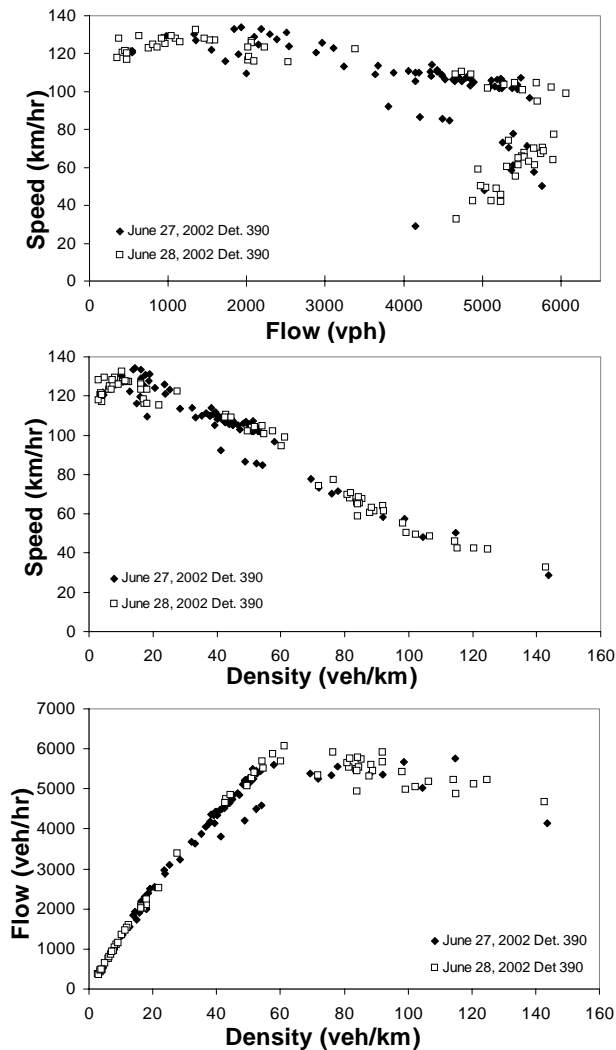 140
120
100
80
60
40
20
0
Speed (km/hr)
June 27, 2002 Det. 390
June 28, 2002 Det. 390
0 1000 2000 3000 4000 5000 6000
Flow (vph)
140
120
100
80
60
40
20
0
Speed (km/hr)
June 27, 2002 Det. 390
June 28, 2002 Det. 390
0 20 40 60 80 100 120 140 160
Density (veh/km)
7000
6000
5000
4000
3000
2000
1000
0
Flow (veh/hr)
June 27, 2002 Det. 390
June 28, 2002 Det 390
0 20 40 60 80 100 120 140 160
Density (veh/km)